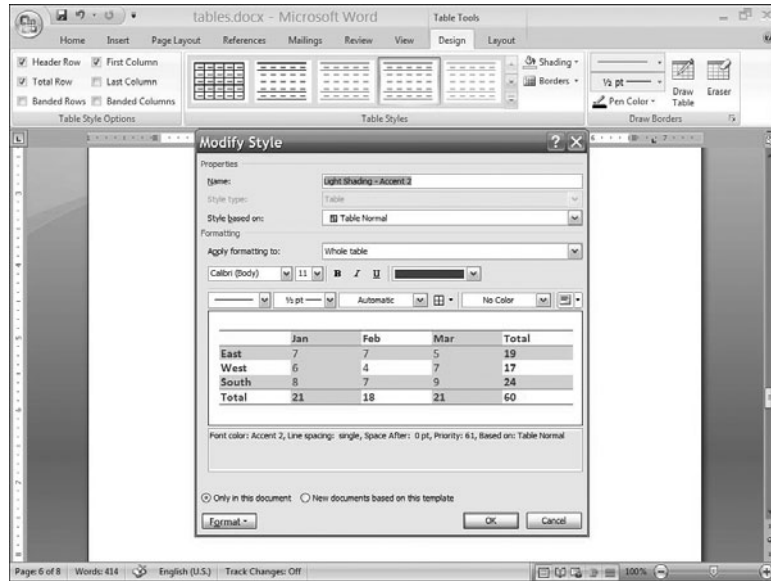 tables.docx - Microsoft Word
Table Tools
Home Insert Page Layout References Mailings Review View Design Layout
Header Row First Column
Total Row Last Column
Banded Rows Banded Columns
Table Style Options
Table Styles
Shading
Borders
½ pt
Pen Color
Draw Table
Eraser
Draw Borders
Modify Style
Properties
Name: Light Shading - Accent 2
Style type: Table
Style based on: Table Normal
Formatting
Apply formatting to: Whole table
Calibri (Body) 11 B I U
½ pt Automatic No Color
Jan Feb Mar Total
East 7 7 5 19
West 6 4 7 17
South 8 7 9 24
Total 21 18 21 60
Font color: Accent 2, Line spacing: single, Space After: 0 pt, Priority: 61, Based on: Table Normal
Only in this document New documents based on this template
Format OK Cancel
Page: 6 of 8 Words: 414 English (U.S.) Track Changes: Off 100%